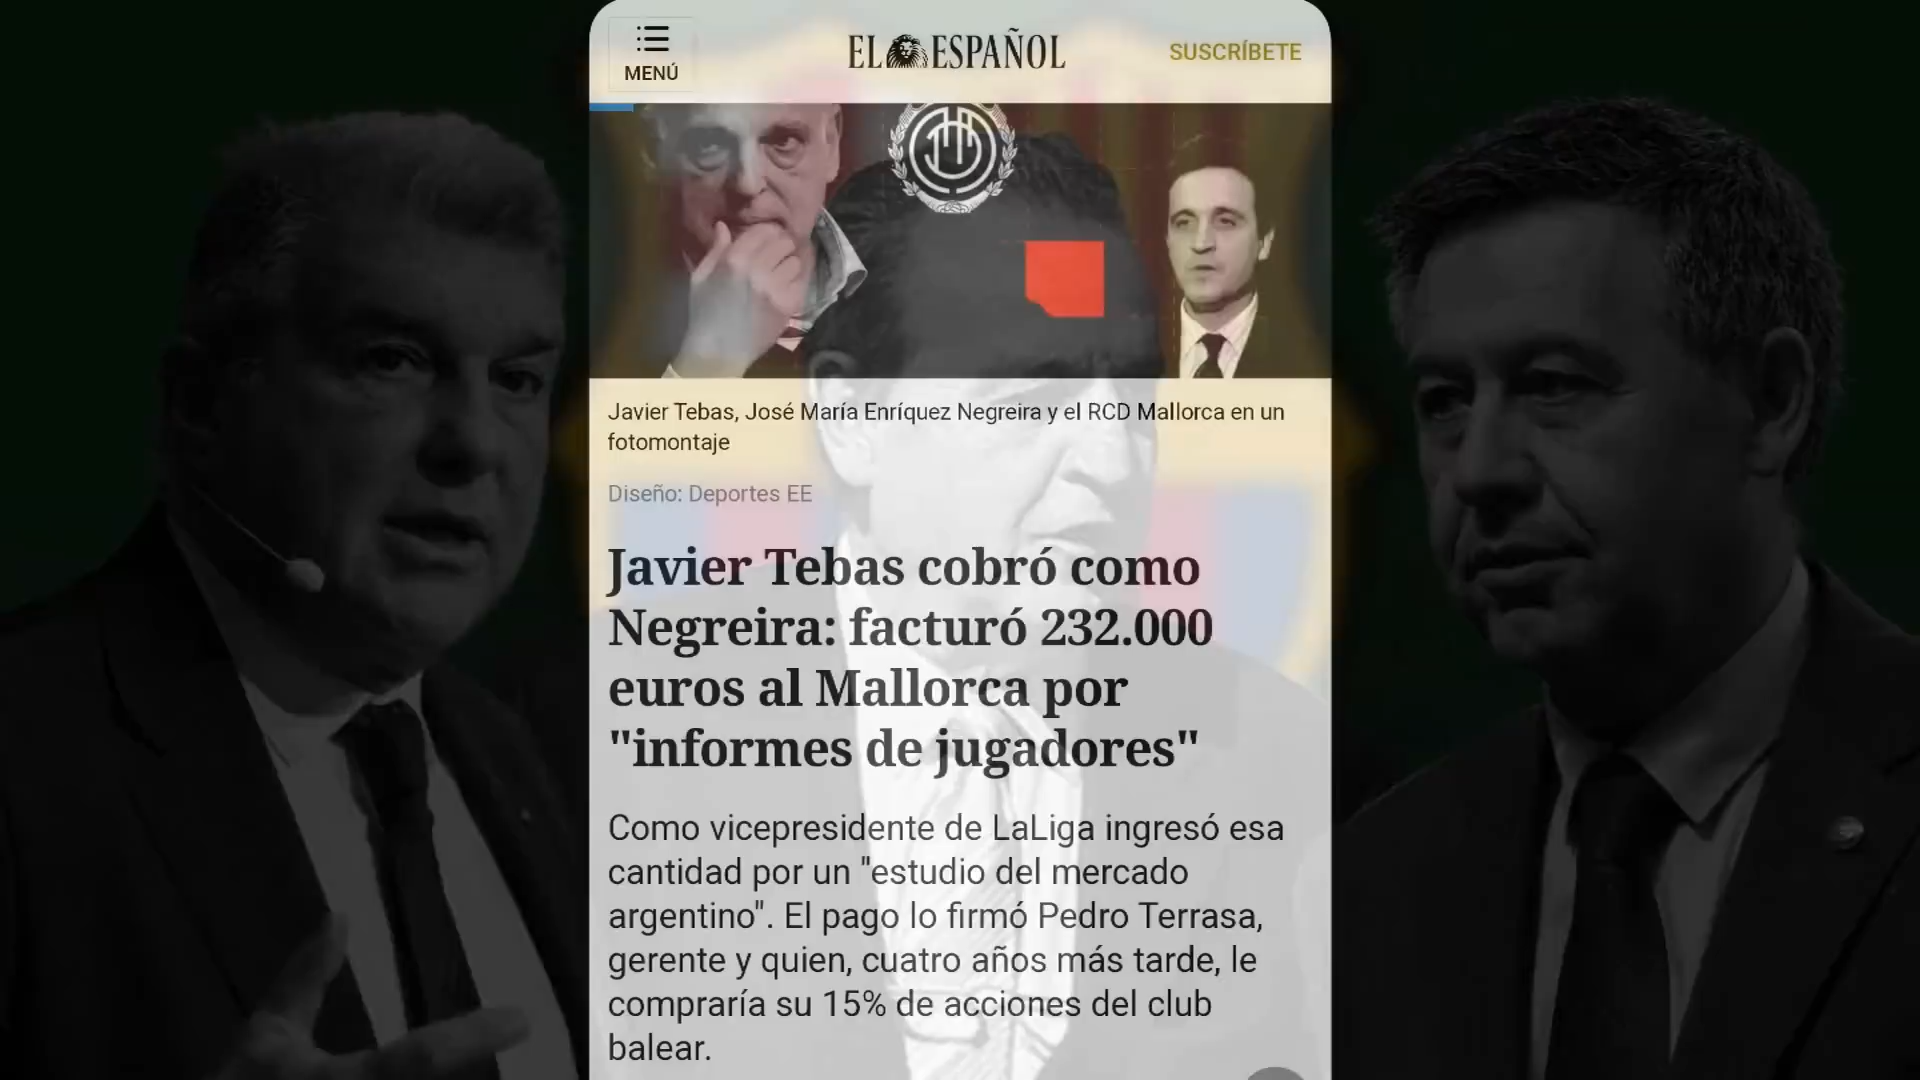 MENÚ
EL ESPAÑOL
SUSCRÍBETE
Javier Tebas, José María Enríquez Negreira y el RCD Mallorca en un
fotomontaje
Diseño: Deportes EE
Javier Tebas cobró como
Negreira: facturó 232.000
euros al Mallorca por
"informes de jugadores"
Como vicepresidente de LaLiga ingresó esa
cantidad por un "estudio del mercado
argentino". El pago lo firmó Pedro Terrasa,
gerente y quien, cuatro años más tarde, le
compraría su 15% de acciones del club
balear.